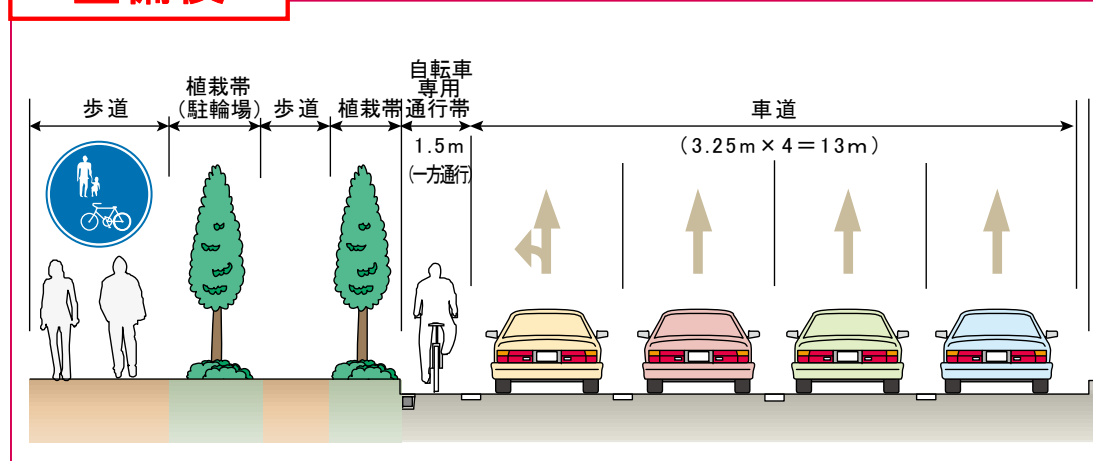 歩道
植栽帯
(駐輪場)
歩道
植栽帯
自転車
専用
通行帯
1.5m
(一方通行)
車道
(3.25m×4=13m)